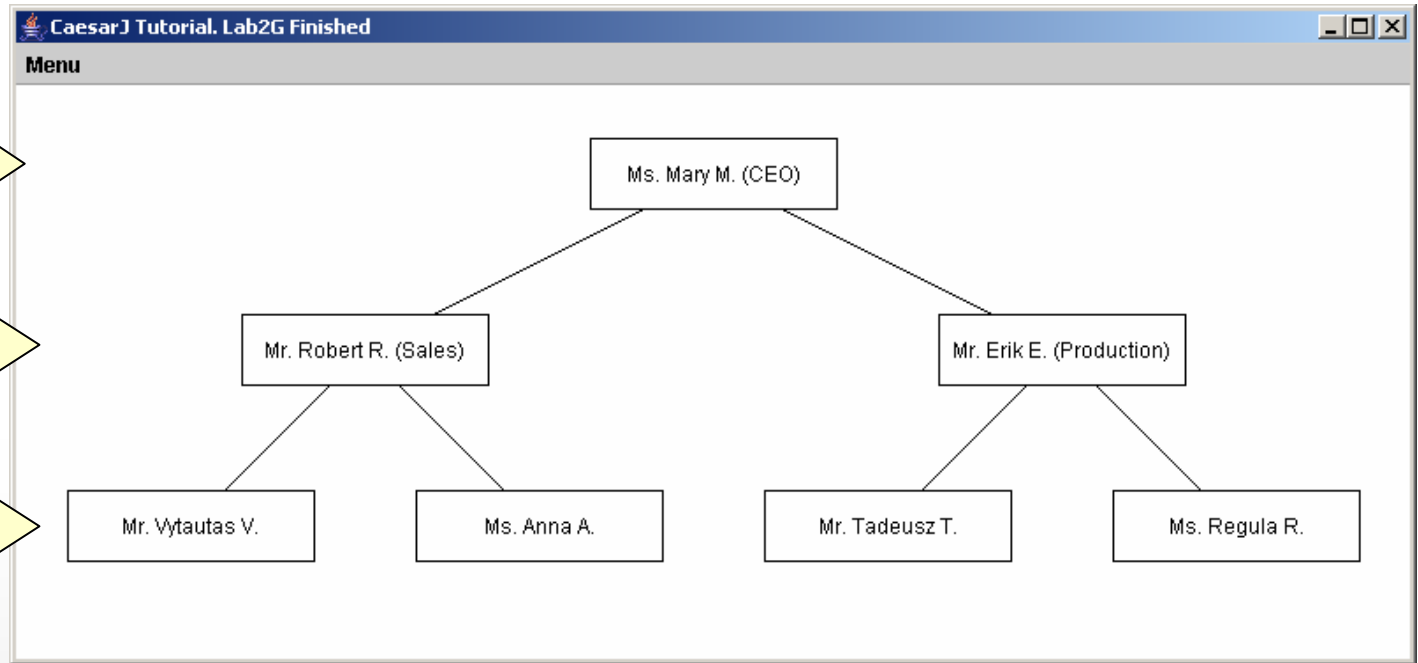 CaesarJ Tutorial. Lab2G Finished
Menu
Ms. Mary M. (CEO)
Mr. Robert R. (Sales)
Mr. Erik E. (Production)
Mr. Vytautas V.
Ms. Anna A.
Mr. Tadeusz T.
Ms. Regula R.